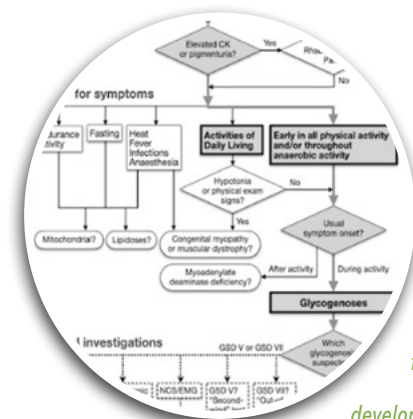 Elevated CK
or pigmenturia?
Yes
No
for symptoms
Fasting
Heat
Fever
Infections
Anaesthesia
Activities of
Daily Living
Early in all physical activity
and/or throughout
anaerobic activity
Hypotonia
or physical exam
signs?
No
Yes
Usual
symptom onset?
Mitochondrial?
Lipidoses?
Congenital myopathy
or muscular dystrophy?
Myoadenylate
deaminase deficiency?
After activity
During activity
Glycogenoses
investigations
GSD V or GSD VII
Which
NCS/EMG
GSD V?
"Second-
GSD VII?
"Out-